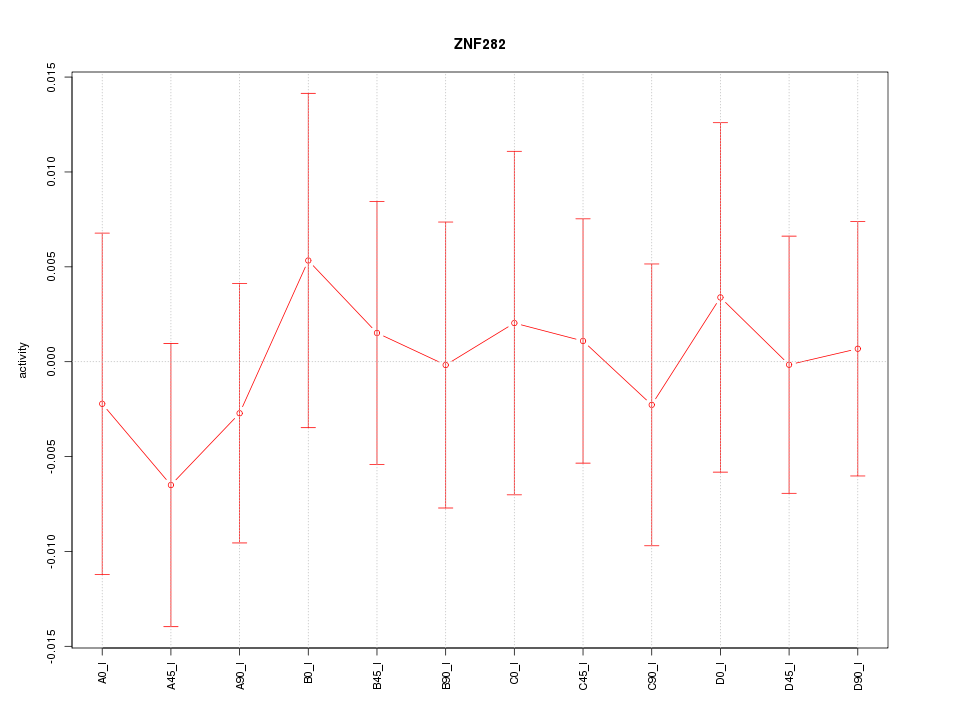 ZNF282
activity
0.015
0.010
0.005
0.000
-0.005
-0.010
-0.015
A0_I
A45_I
A90_I
B0_I
B45_I
B90_I
C0_I
C45_I
C90_I
D0_I
D45_I
D90_I